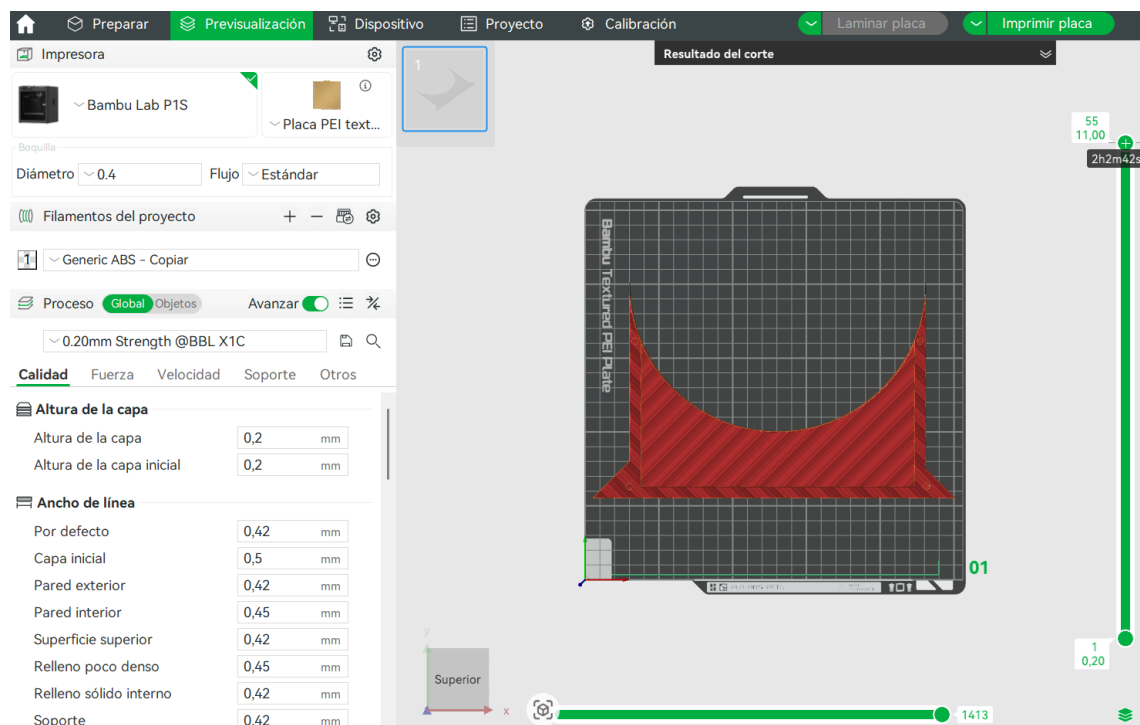 Preparar
Previsualización
Dispositivo
Proyecto
Calibración
Laminar placa
Imprimir placa
Impresora
Resultado del corte
1
Bambu Lab P1S
Placa PEI text...
Boquilla
Diámetro
0.4
Flujo
Estándar
55
11,00
2h2m42s
Filamentos del proyecto
1
Generic ABS - Copiar
Proceso
Global
Objetos
Avanzar
0.20mm Strength @BBL X1C
Calidad
Fuerza
Velocidad
Soporte
Otros
Altura de la capa
Altura de la capa
0,2
mm
Altura de la capa inicial
0,2
mm
Ancho de línea
Por defecto
0,42
mm
Capa inicial
0,5
mm
Pared exterior
0,42
mm
Pared interior
0,45
mm
Superficie superior
0,42
mm
Relleno poco denso
0,45
mm
Relleno sólido interno
0,42
mm
Soporte
0,42
mm
Bambu Textured PEI Plate
01
1
0,20
y
Superior
x
1413